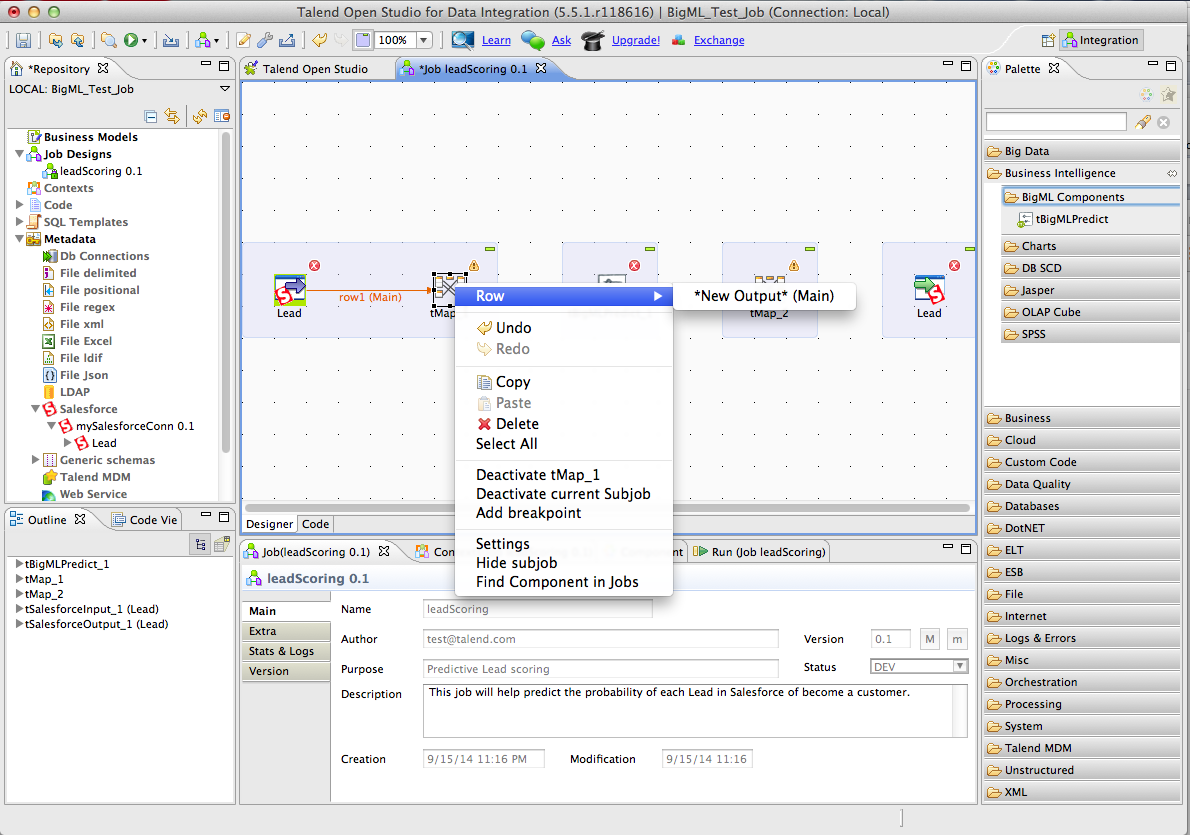 Talend Open Studio for Data Integration (5.5.1.r118616) | BigML_Test_Job (Connection: Local)
100%
Learn
Ask
Upgrade!
Exchange
Integration
*Repository
LOCAL: BigML_Test_Job
Business Models
Job Designs
leadScoring 0.1
Contexts
Code
SQL Templates
Metadata
Db Connections
File delimited
File positional
File regex
File xml
File Excel
File ldif
File Json
LDAP
Salesforce
mySalesforceConn 0.1
Lead
Generic schemas
Talend MDM
Web Service
Talend Open Studio
*Job leadScoring 0.1
Lead
row1 (Main)
tMap
tMap_2
Lead
Row
*New Output* (Main)
Undo
Redo
Copy
Paste
Delete
Select All
Deactivate tMap_1
Deactivate current Subjob
Add breakpoint
Settings
Hide subjob
Find Component in Jobs
Designer
Code
Palette
Big Data
Business Intelligence
BigML Components
tBigMLPredict
Charts
DB SCD
Jasper
OLAP Cube
SPSS
Business
Cloud
Custom Code
Data Quality
Databases
DotNET
ELT
ESB
File
Internet
Logs & Errors
Misc
Orchestration
Processing
System
Talend MDM
Unstructured
XML
Outline
Code Vie
tBigMLPredict_1
tMap_1
tMap_2
tSalesforceInput_1 (Lead)
tSalesforceOutput_1 (Lead)
Job(leadScoring 0.1)
Run (Job leadScoring)
leadScoring 0.1
Main
Extra
Stats & Logs
Version
Name
leadScoring
Author
test@talend.com
Version
0.1
M
m
Purpose
Predictive Lead scoring
Status
DEV
Description
This job will help predict the probability of each Lead in Salesforce of become a customer.
Creation
9/15/14 11:16 PM
Modification
9/15/14 11:16